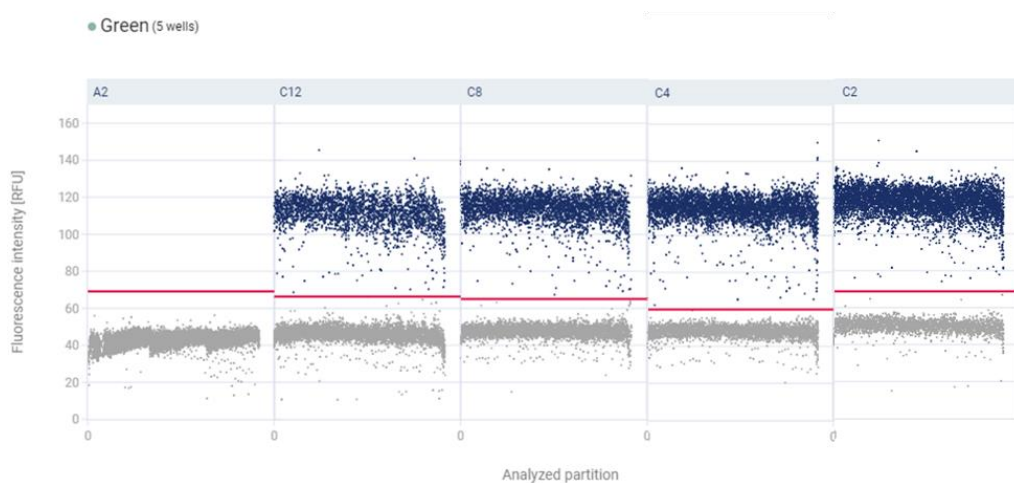 Green (5 wells)
A2 C12 C8 C4 C2
160
140
120
100
80
60
40
20
0
0 0 0 0 0
Fluorescence intensity [RFU]
Analyzed partition